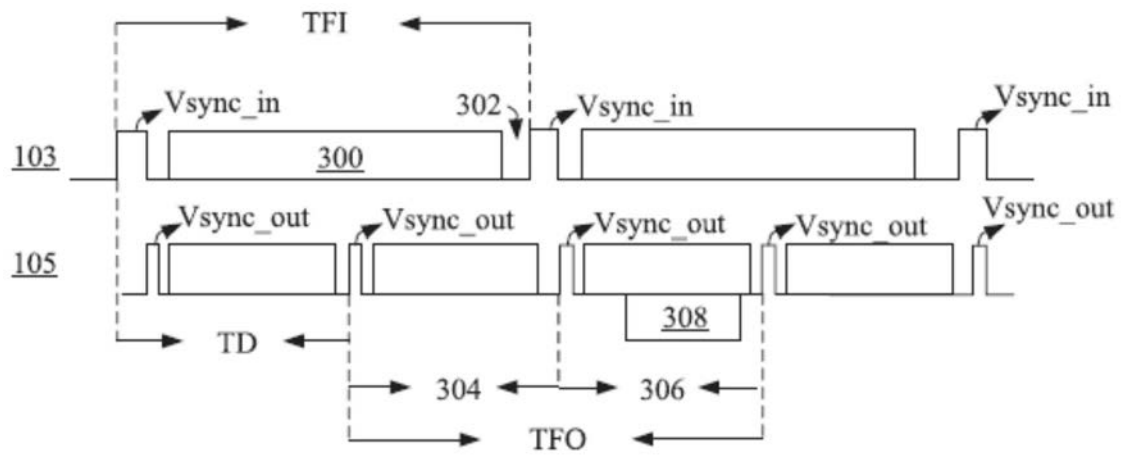 TFI
Vsync_in 302 Vsync_in Vsync_in
103 300
Vsync_out Vsync_out Vsync_out Vsync_out Vsync_out
105
308
TD
304 306
TFO